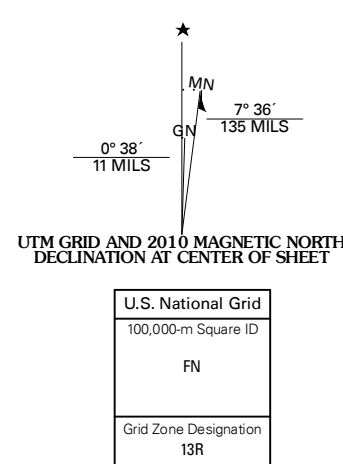 MN
7° 36´
135 MILS
GN
0° 38´
11 MILS
UTM GRID AND 2010 MAGNETIC NORTH
DECLINATION AT CENTER OF SHEET
U.S. National Grid
100,000-m Square ID
FN
Grid Zone Designation
13R